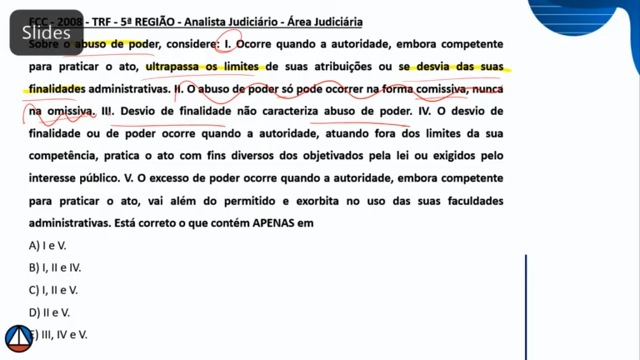 FCC - 2008 - TRF - 5ª REGIÃO - Analista Judiciário - Área Judiciária
Slides
Sobre o abuso de poder, considere: I. Ocorre quando a autoridade, embora competente
para praticar o ato, ultrapassa os limites de suas atribuições ou se desvia das suas
finalidades administrativas. II. O abuso de poder só pode ocorrer na forma comissiva, nunca
na omissiva. III. Desvio de finalidade não caracteriza abuso de poder. IV. O desvio de
finalidade ou de poder ocorre quando a autoridade, atuando fora dos limites da sua
competência, pratica o ato com fins diversos dos objetivados pela lei ou exigidos pelo
interesse público. V. O excesso de poder ocorre quando a autoridade, embora competente
para praticar o ato, vai além do permitido e exorbita no uso das suas faculdades
administrativas. Está correto o que contém APENAS em
A) I e V.
B) I, II e IV.
C) I, II e V.
D) II e V.
E) III, IV e V.